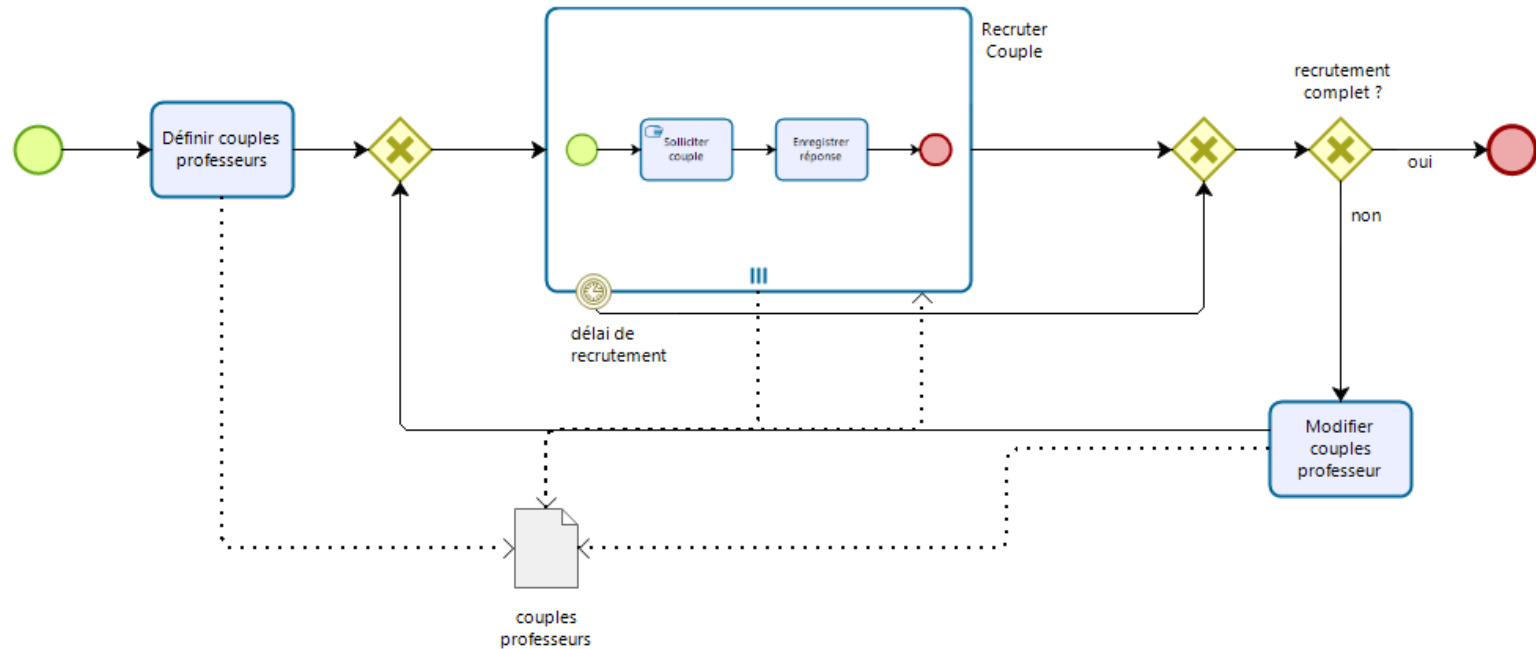 Recruter
Couple
recrutement
complet ?
Définir couples
professeurs
Solliciter
couple
Enregistrer
réponse
oui
non
délai de
recrutement
Modifier
couples
professeur
couples
professeurs